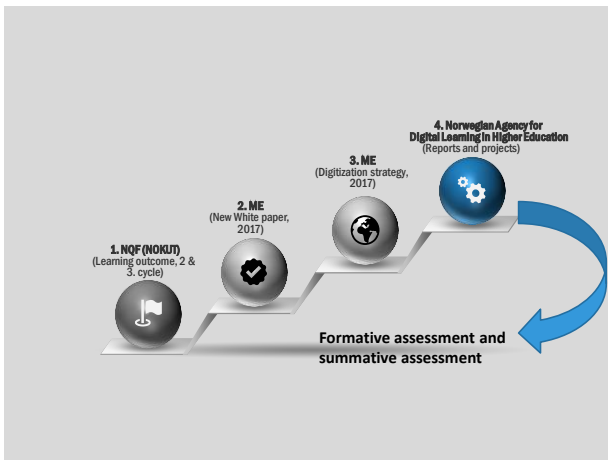 1. NQF (NOKUT)
(Learning outcome, 2 &
3. cycle)
2. ME
(New White paper,
2017)
3. ME
(Digitization strategy,
2017)
4. Norwegian Agency for
Digital Learning in Higher Education
(Reports and projects)
Formative assessment and
summative assessment